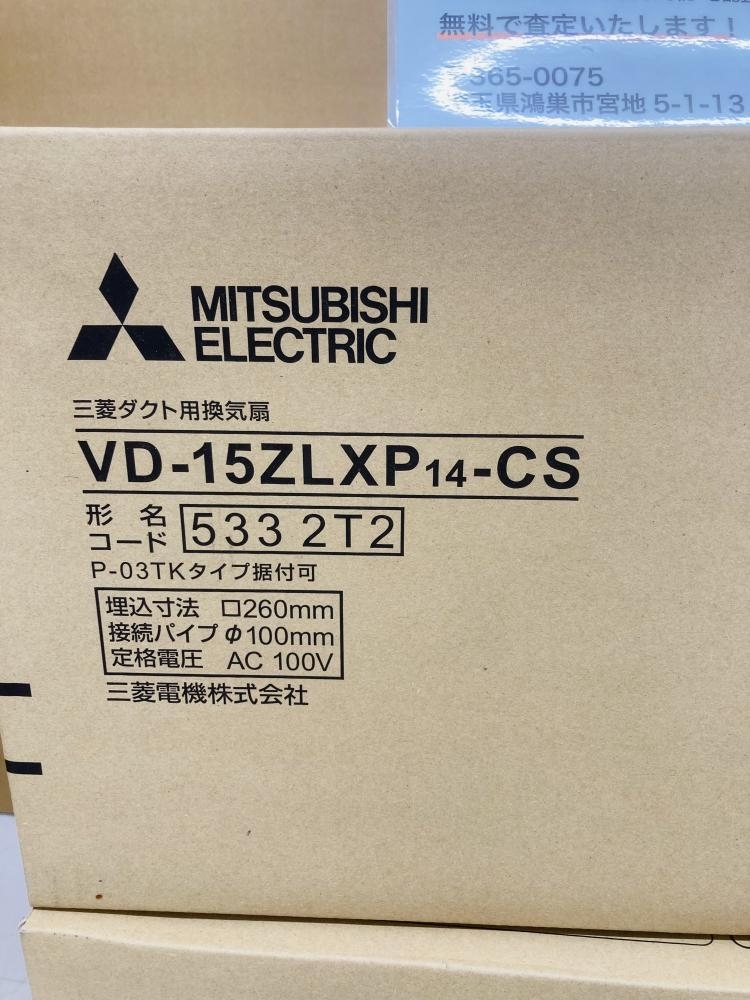 無料で査定いたします！
365-0075
玉県鴻巣市宮地 5-1-13
MITSUBISHI
ELECTRIC
三菱ダクト用換気扇
VD-15ZLXP14-CS
形 名
コード 533 2T2
P-03TKタイプ据付可
埋込寸法 □260mm
接続パイプ φ100mm
定格電圧 AC 100V
三菱電機株式会社